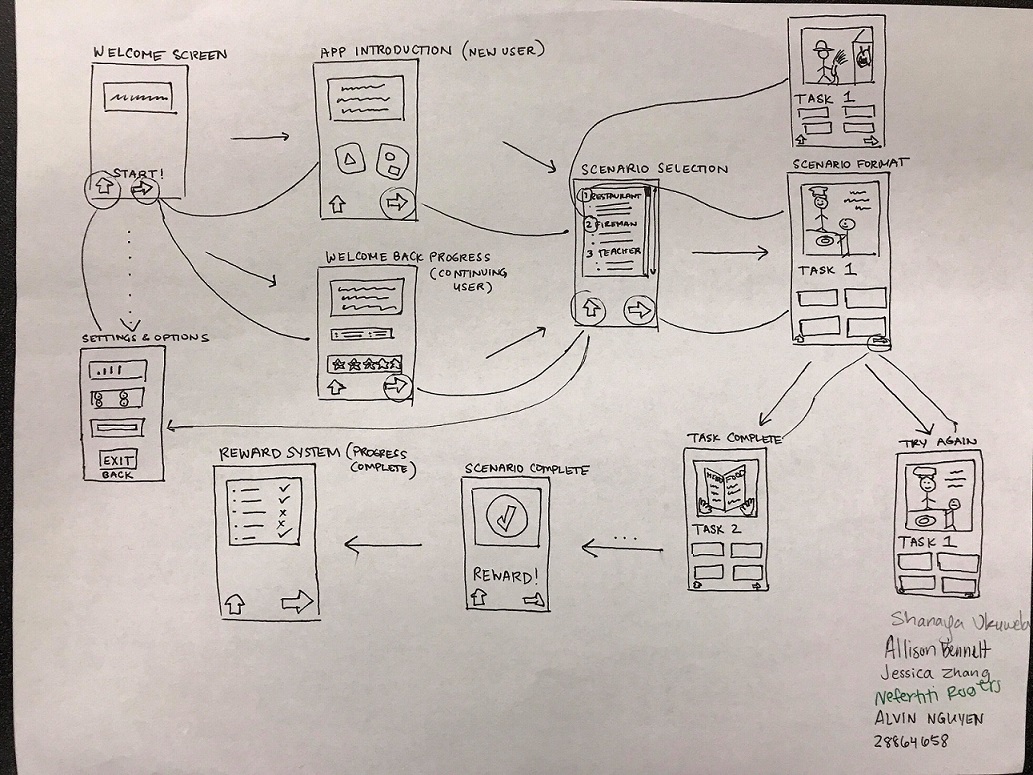 WELCOME SCREEN
START!
APP INTRODUCTION (NEW USER)
WELCOME BACK PROGRESS
(CONTINUING
USER)
SETTINGS & OPTIONS
EXIT
BACK
SCENARIO SELECTION
1 RESTAURANT
2 FIREMAN
3 TEACHER
TASK 1
SCENARIO FORMAT
TASK 1
TASK COMPLETE
MENU FOOD
TASK 2
TRY AGAIN
TASK 1
SCENARIO COMPLETE
REWARD!
REWARD SYSTEM (PROGRESS
COMPLETE)
Shanaya Ukuwela
Allison Bennett
Jessica Zhang
Nefertiti Rogers
ALVIN NGUYEN
28864658